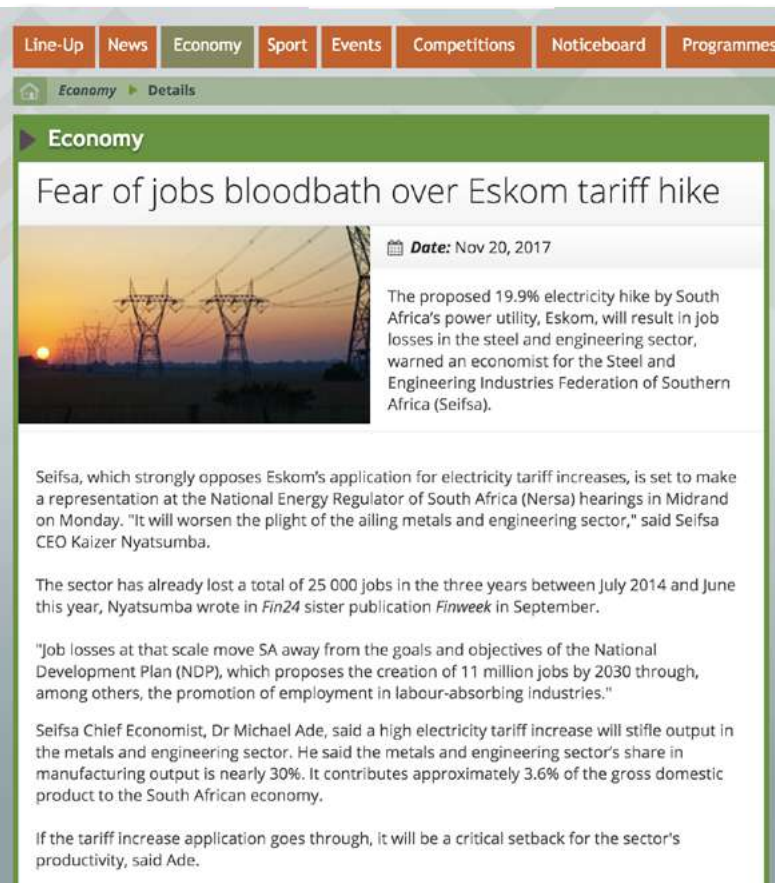 Line-Up News Economy Sport Events Competitions Noticeboard Programmes
Economy Details
Economy
Fear of jobs bloodbath over Eskom tariff hike
Date: Nov 20, 2017
The proposed 19.9% electricity hike by South
Africa's power utility, Eskom, will result in job
losses in the steel and engineering sector,
warned an economist for the Steel and
Engineering Industries Federation of Southern
Africa (Seifsa).
Seifsa, which strongly opposes Eskom's application for electricity tariff increases, is set to make
a representation at the National Energy Regulator of South Africa (Nersa) hearings in Midrand
on Monday. "It will worsen the plight of the ailing metals and engineering sector," said Seifsa
CEO Kaizer Nyatsumba.
The sector has already lost a total of 25 000 jobs in the three years between July 2014 and June
this year, Nyatsumba wrote in Fin24 sister publication Finweek in September.
"Job losses at that scale move SA away from the goals and objectives of the National
Development Plan (NDP), which proposes the creation of 11 million jobs by 2030 through,
among others, the promotion of employment in labour-absorbing industries."
Seifsa Chief Economist, Dr Michael Ade, said a high electricity tariff increase will stifle output in
the metals and engineering sector. He said the metals and engineering sector's share in
manufacturing output is nearly 30%. It contributes approximately 3.6% of the gross domestic
product to the South African economy.
If the tariff increase application goes through, it will be a critical setback for the sector's
productivity, said Ade.